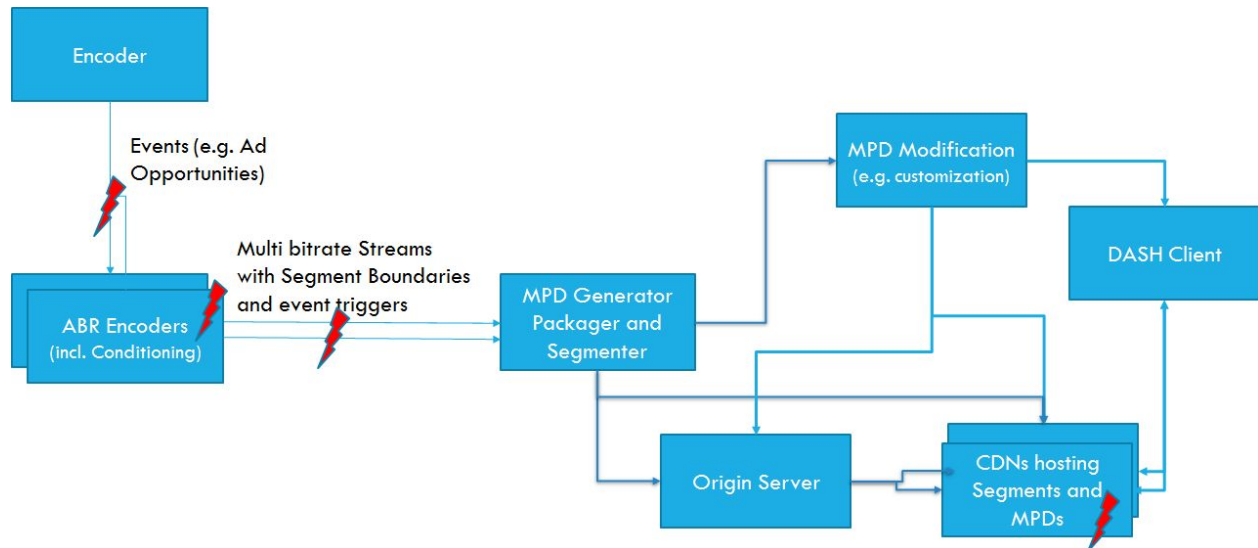 Encoder
Events (e.g. Ad
Opportunities)
Multi bitrate Streams
with Segment Boundaries
and event triggers
ABR Encoders
(incl. Conditioning)
MPD Generator
Packager and
Segmenter
MPD Modification
(e.g. customization)
DASH Client
Origin Server
CDNs hosting
Segments and
MPDs